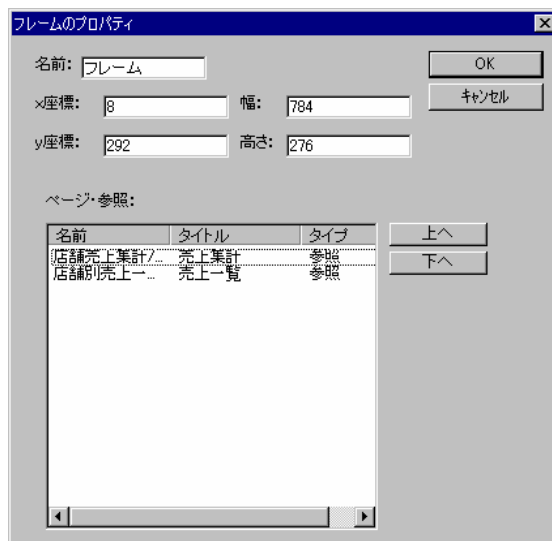 フレームのプロパティ
名前: フレーム
OK
x座標: 8 幅: 784
キャンセル
y座標: 292 高さ: 276
ページ・参照:
名前 タイトル タイプ
上へ
店舗売上集計/... 売上集計 参照
下へ
店舗別売上一... 売上一覧 参照